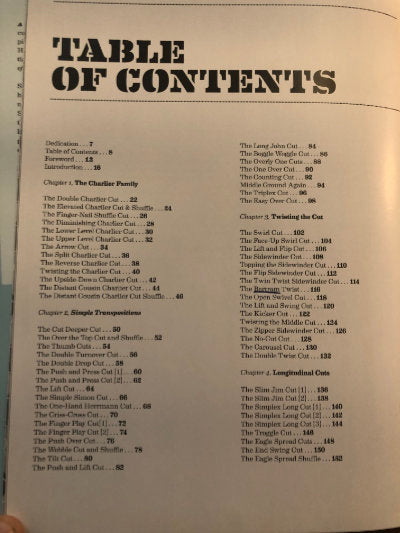 TABLE
OF CONTENTS
Dedication...7
Table of Contents...8
Foreword...12
Introduction...16
Chapter 1. The Charlier Family
The Double Charlier Cut...22
The Elevated Charlier Cut & Shuffle...24
The Finger-Nail Shuffle Cut...26
The Diminishing Charlier Cut...28
The Lower Level Charlier Cut...30
The Upper Level Charlier Cut...32
The Arrow Cut...34
The Split Charlier Cut...36
The Reverse Charlier Cut...38
Twisting the Charlier Cut...40
The Upside Down Charlier Cut...42
The Distant Cousin Charlier Cut...44
The Distant Cousin Charlier Cut Shuffle...46
Chapter 2. Simple Transpositions
The Cut Deeper Cut...50
The Over the Top Cut and Shuffle...52
The Thumb Cuts...54
The Double Turnover Cut...56
The Double Drop Cut...58
The Push and Press Cut [1]...60
The Push and Press Cut [2]...62
The Lift Cut...64
The Simple Simon Cut...66
The One-Hand Herrmann Cut...68
The Criss-Cross Cut...70
The Finger Play Cut [1]...72
The Finger Play Cut [2]...74
The Push Over Cut...76
The Wobble Cut and Shuffle...78
The Tilt Cut...80
The Push and Lift Cut...82
The Long John Cut...84
The Boggle Woggle Cut...86
The Overly One Cuts...88
The One Over Cut...90
The Counting Cut...92
Middle Ground Again...94
The Triplex Cut...96
The Easy Over Cut...98
Chapter 3. Twisting the Cut
The Swirl Cut...102
The Face-Up Swirl Cut...104
The Lift and Flip Cut...106
The Sidewinder Cut...108
Topping the Sidewinder Cut...110
The Flip Sidewinder Cut...112
The Twin Twist Sidewinder Cut...114
The Bertram Twist...116
The Open Swivel Cut...118
The Lift and Swing Cut...120
The Kicker Cut...122
Twisting the Middle Cut...124
The Zipper Sidewinder Cut...126
The No-Cut Cut...128
The Carousel Cut...130
The Double Twist Cut...132
Chapter 4. Longitudinal Cuts
The Slim Jim Cut [1]...136
The Slim Jim Cut [2]...138
The Simplex Long Cut [1]...140
The Simplex Long Cut [2]...142
The Simplex Long Cut [3]...144
The Toggle Cut...146
The Eagle Spread Cuts...148
The End Swing Cut...150
The Eagle Spread Shuffle...152